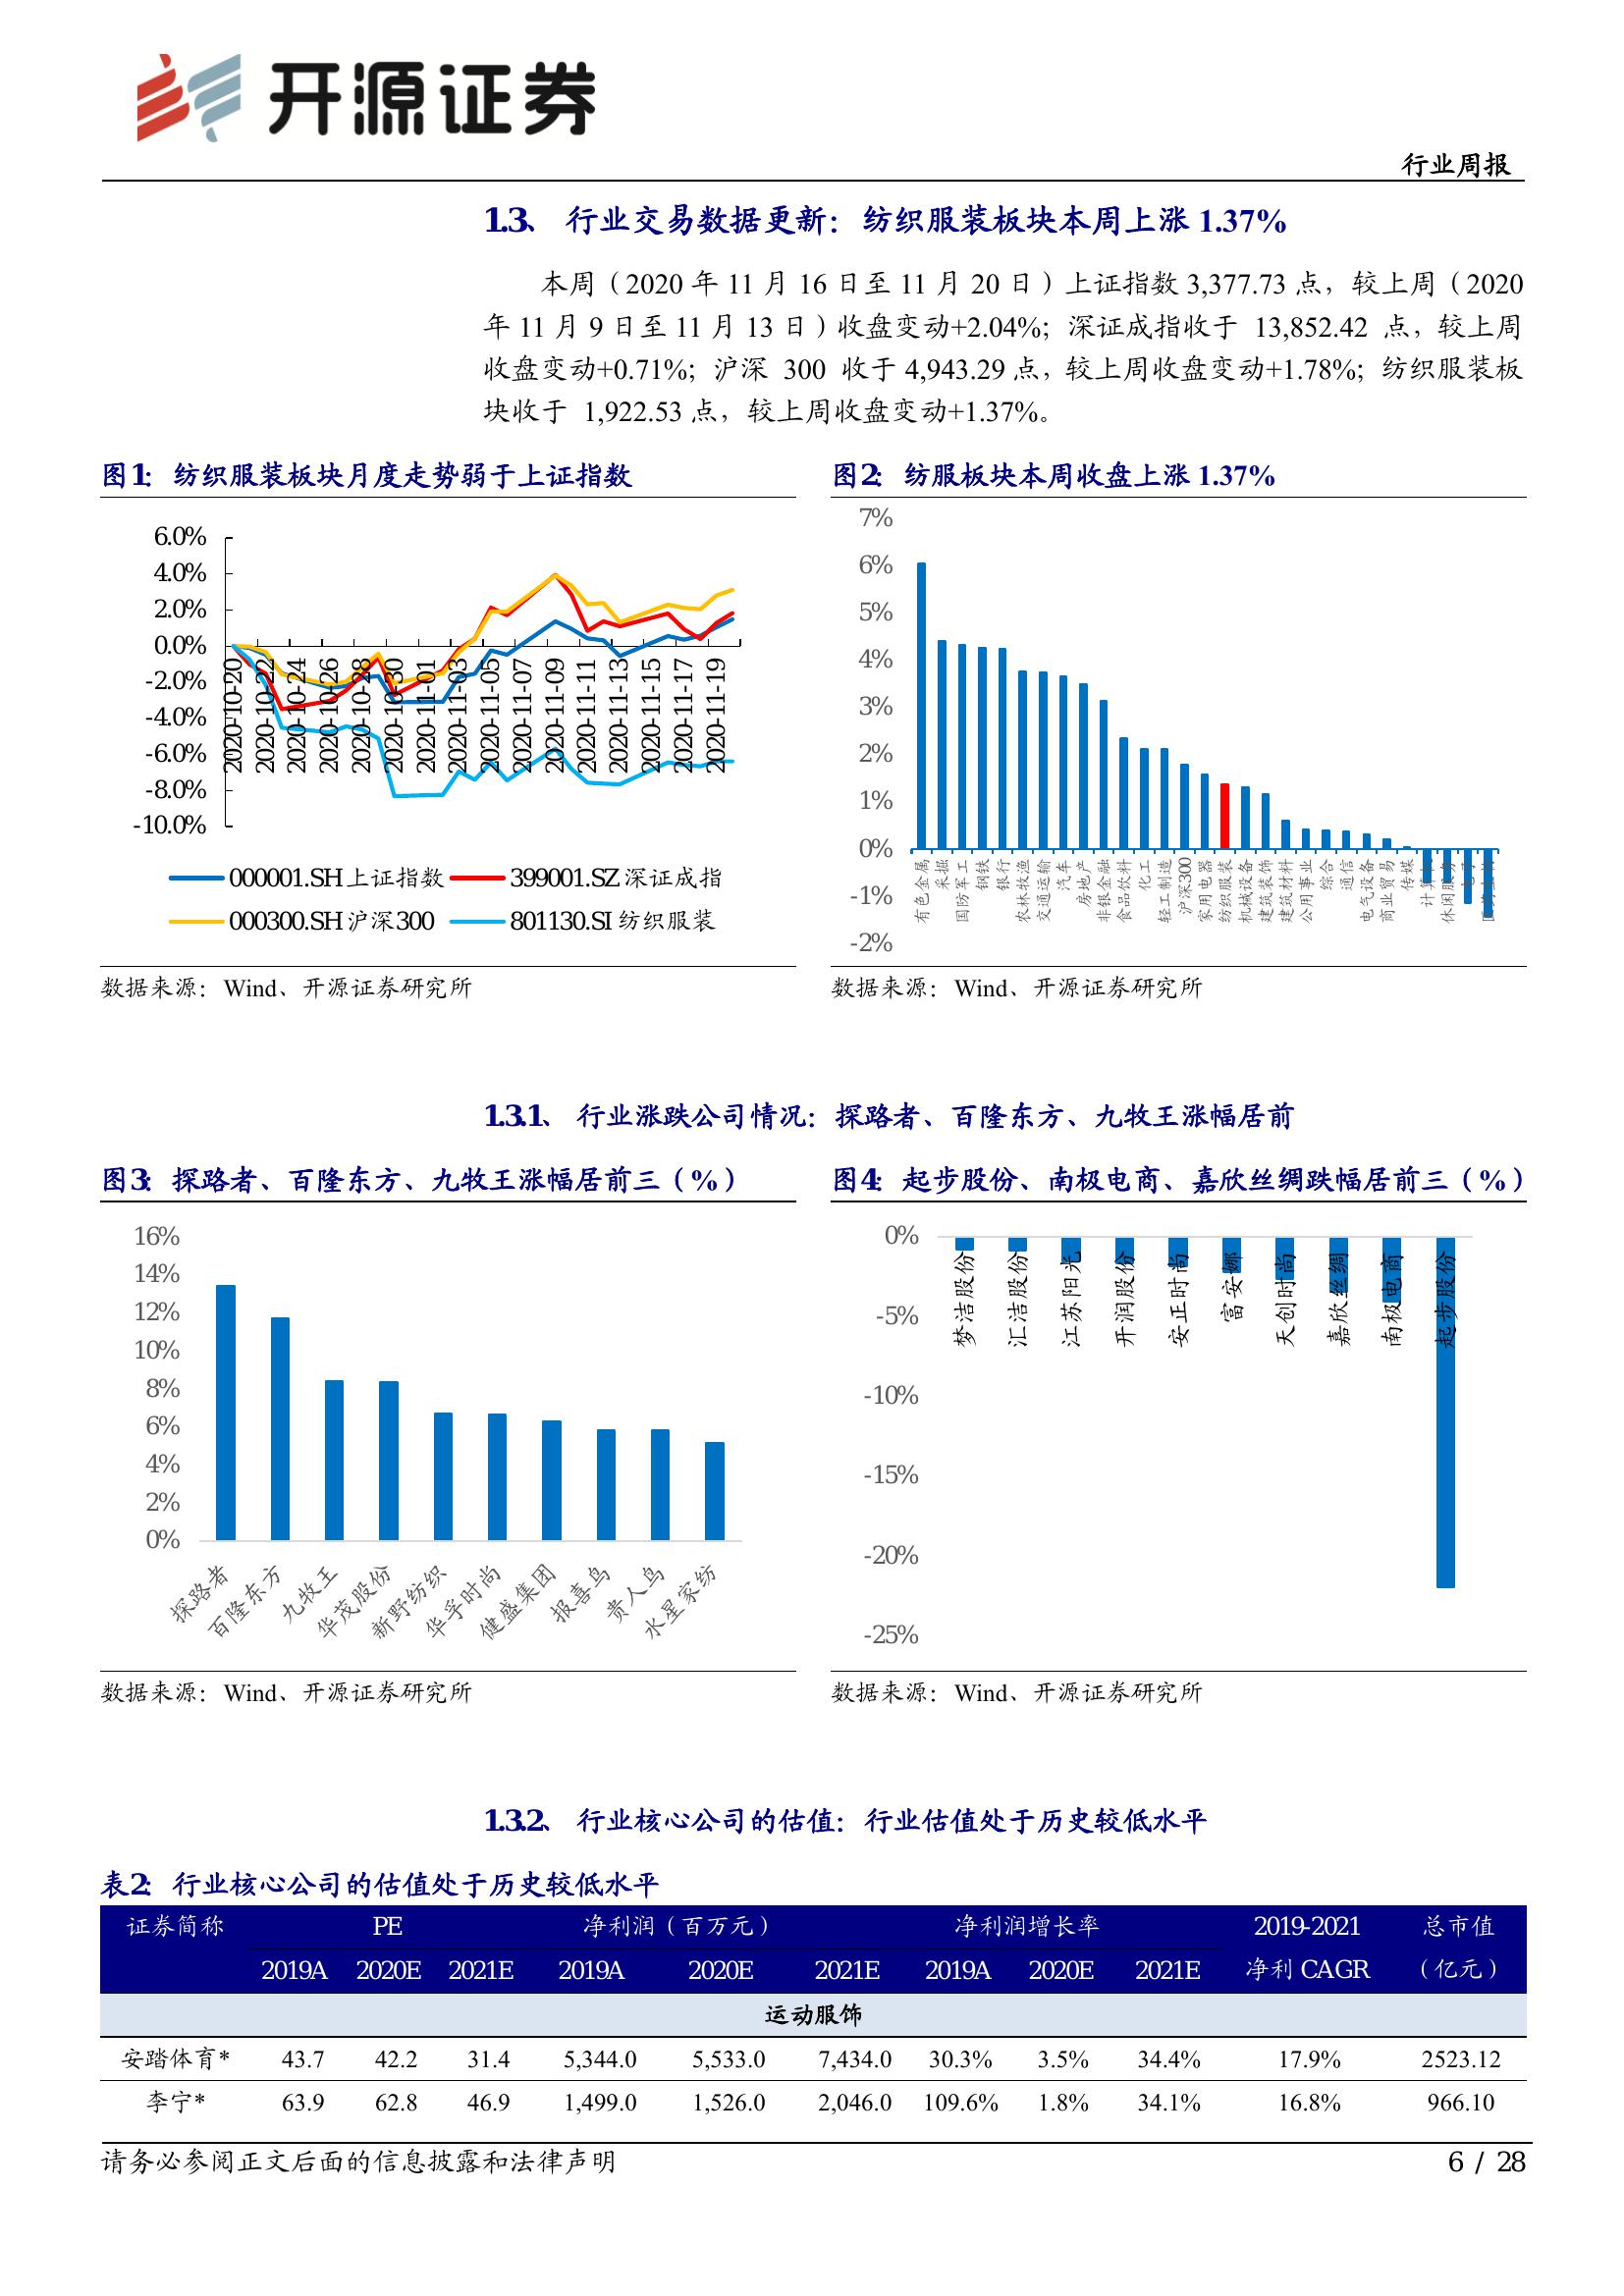 开源证券
行业周报
1.3、 行业交易数据更新：纺织服装板块本周上涨 1.37%
本周（2020 年 11 月 16 日至 11 月 20 日）上证指数 3,377.73 点，较上周（2020
年 11 月 9 日至 11 月 13 日）收盘变动+2.04%；深证成指收于 13,852.42 点，较上周
收盘变动+0.71%；沪深 300 收于 4,943.29 点，较上周收盘变动+1.78%；纺织服装板
块收于 1,922.53 点，较上周收盘变动+1.37%。
图1： 纺织服装板块月度走势弱于上证指数
6.0%
4.0%
2.0%
0.0%
-2.0%
-4.0%
-6.0%
-8.0%
-10.0%
2020-10-20
2020-10-22
2020-10-24
2020-10-26
2020-10-28
2020-10-30
2020-11-01
2020-11-03
2020-11-05
2020-11-07
2020-11-09
2020-11-11
2020-11-13
2020-11-15
2020-11-17
2020-11-19
000001.SH 上证指数
399001.SZ 深证成指
000300.SH 沪深300
801130.SI 纺织服装
数据来源：Wind、开源证券研究所
图2： 纺服板块本周收盘上涨 1.37%
7%
6%
5%
4%
3%
2%
1%
0%
-1%
-2%
有色金属
采掘
国防军工
钢铁
银行
农林牧渔
交通运输
汽车
房地产
非银金融
食品饮料
化工
轻工制造
沪深300
家用电器
纺织服装
机械设备
建筑装饰
建筑材料
公用事业
综合
通信
电气设备
商业贸易
传媒
数据来源：Wind、开源证券研究所
1.3.1、 行业涨跌公司情况：探路者、百隆东方、九牧王涨幅居前
图3：探路者、百隆东方、九牧王涨幅居前三（%）
16%
14%
12%
10%
8%
6%
4%
2%
0%
探路者
百隆东方
九牧王
华茂股份
新野纺织
华孚时尚
健盛集团
报喜鸟
贵人鸟
水星家纺
数据来源：Wind、开源证券研究所
图4：起步股份、南极电商、嘉欣丝绸跌幅居前三（%）
0%
-5%
-10%
-15%
-20%
-25%
梦洁股份
汇洁股份
江苏阳光
开润股份
安正时尚
富安娜
天创时尚
嘉欣丝绸
南极电商
起步股份
数据来源：Wind、开源证券研究所
1.3.2、 行业核心公司的估值：行业估值处于历史较低水平
表2： 行业核心公司的估值处于历史较低水平
证券简称 PE 净利润（百万元） 净利润增长率 2019-2021 总市值
2019A 2020E 2021E 2019A 2020E 2021E 2019A 2020E 2021E 净利 CAGR （亿元）
运动服饰
安踏体育* 43.7 42.2 31.4 5,344.0 5,533.0 7,434.0 30.3% 3.5% 34.4% 17.9% 2523.12
李宁* 63.9 62.8 46.9 1,499.0 1,526.0 2,046.0 109.6% 1.8% 34.1% 16.8% 966.10
请务必参阅正文后面的信息披露和法律声明
6 / 28